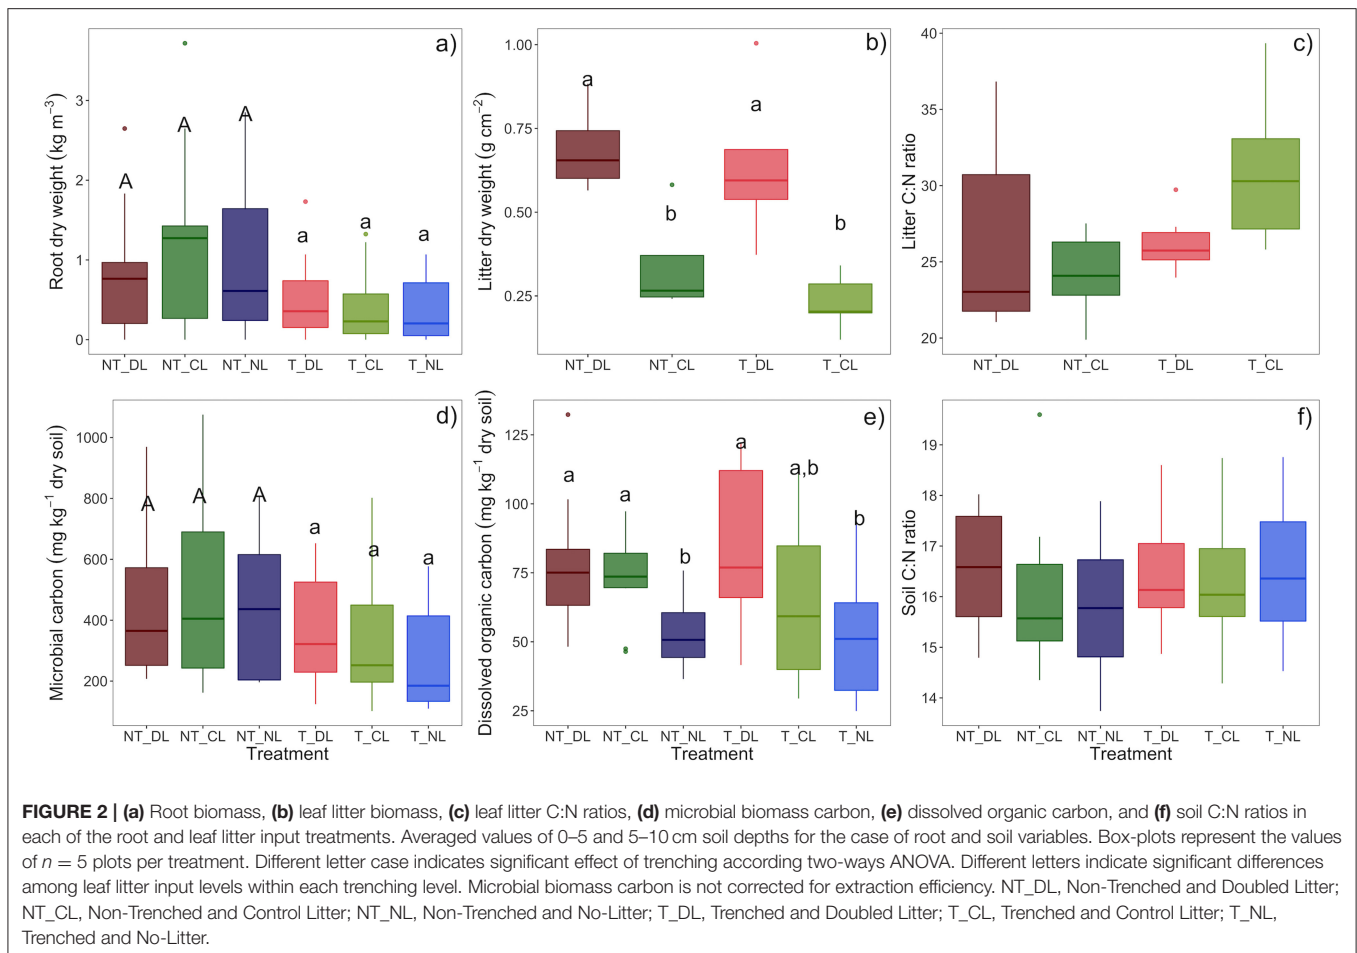 a)
Root dry weight (kg m−3)
3
2
1
0
A
A
A
a
a
a
NT_DL NT_CL NT_NL T_DL T_CL T_NL
b)
Litter dry weight (g cm−2)
1.00
0.75
0.50
0.25
a
b
a
b
NT_DL NT_CL T_DL T_CL
c)
Litter C:N ratio
40
35
30
25
20
NT_DL NT_CL T_DL T_CL
d)
Microbial carbon (mg kg−1 dry soil)
1000
800
600
400
200
A
A
A
a
a
a
NT_DL NT_CL NT_NL T_DL T_CL T_NL
Treatment
e)
Dissolved organic carbon (mg kg−1 dry soil)
125
100
75
50
25
a
a
b
a
a,b
b
NT_DL NT_CL NT_NL T_DL T_CL T_NL
Treatment
f)
Soil C:N ratio
19
18
17
16
15
14
NT_DL NT_CL NT_NL T_DL T_CL T_NL
Treatment
FIGURE 2 | (a) Root biomass, (b) leaf litter biomass, (c) leaf litter C:N ratios, (d) microbial biomass carbon, (e) dissolved organic carbon, and (f) soil C:N ratios in
each of the root and leaf litter input treatments. Averaged values of 0–5 and 5–10 cm soil depths for the case of root and soil variables. Box-plots represent the values
of n = 5 plots per treatment. Different letter case indicates significant effect of trenching according two-ways ANOVA. Different letters indicate significant differences
among leaf litter input levels within each trenching level. Microbial biomass carbon is not corrected for extraction efficiency. NT_DL, Non-Trenched and Doubled Litter;
NT_CL, Non-Trenched and Control Litter; NT_NL, Non-Trenched and No-Litter; T_DL, Trenched and Doubled Litter; T_CL, Trenched and Control Litter; T_NL,
Trenched and No-Litter.